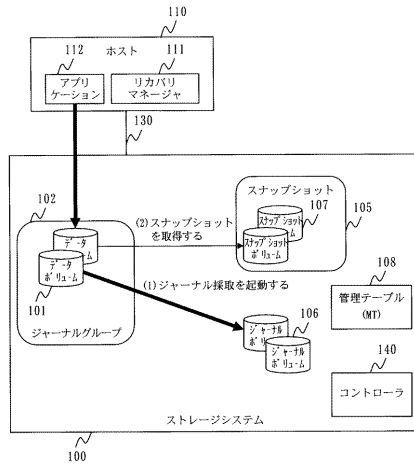 110
ホスト
112
111
アプリ
ケーション
リカバリ
マネージャ
130
102
スナップショット
107
105
(2)スナップショット
を取得する
スナップショット
ム
スナップショット
ボリューム
データ
ム
データ
ボリューム
101
ジャーナルグループ
(1)ジャーナル採取を起動する
108
管理テーブル
(MT)
106
ジャーナル
ボリューム
ジャーナル
ボリューム
140
コントローラ
ストレージシステム
100